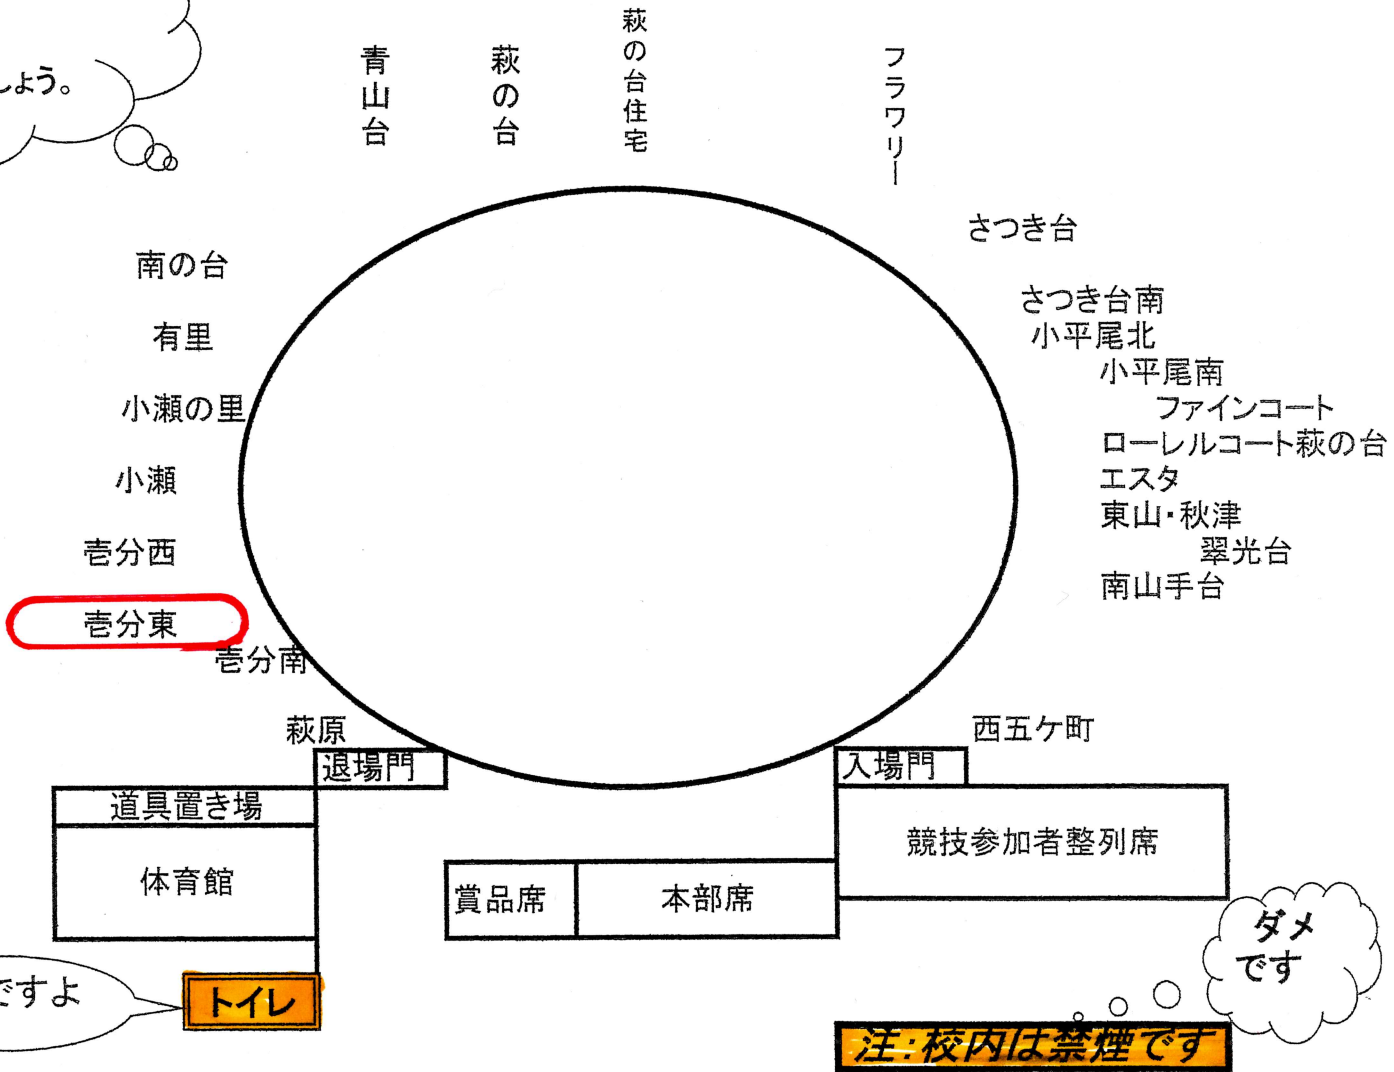 しょう。
青山台
萩の台
萩の台住宅
フラワリー
さつき台
南の台
さつき台南
有里
小平尾北
小平尾南
小瀬の里
ファインコート
ローレルコート萩の台
小瀬
エスタ
東山・秋津
壱分西
翠光台
南山手台
壱分東
壱分南
萩原
西五ケ町
退場門
入場門
道具置き場
競技参加者整列席
体育館
賞品席
本部席
ダメ
です
ですよ
トイレ
注:校内は禁煙です